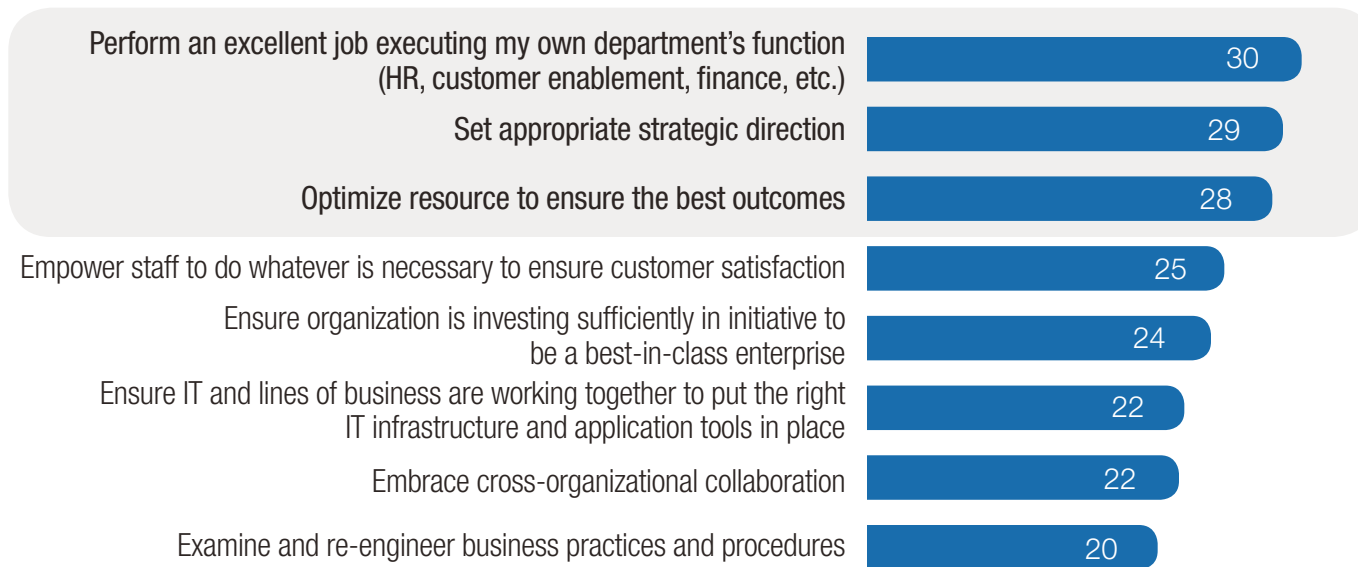 Perform an excellent job executing my own department’s function
(HR, customer enablement, finance, etc.)
30
Set appropriate strategic direction
29
Optimize resource to ensure the best outcomes
28
Empower staff to do whatever is necessary to ensure customer satisfaction
25
Ensure organization is investing sufficiently in initiative to
be a best-in-class enterprise
24
Ensure IT and lines of business are working together to put the right
IT infrastructure and application tools in place
22
Embrace cross-organizational collaboration
22
Examine and re-engineer business practices and procedures
20